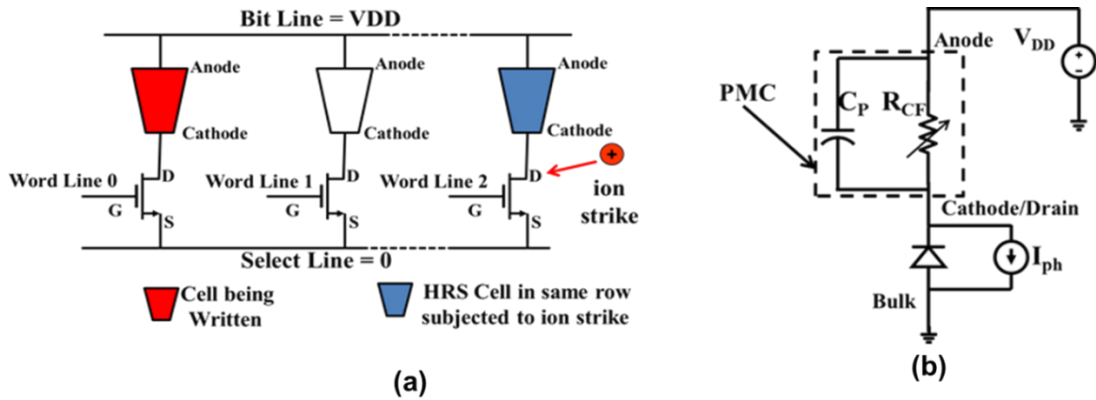 Bit Line = VDD
Anode
Anode
Anode
Cathode
Cathode
Cathode
Word Line 0
D
G
S
Word Line 1
D
G
S
Word Line 2
D
G
S
+
ion
strike
Select Line = 0
Cell being
Written
HRS Cell in same row
subjected to ion strike
(a)
Anode
VDD
+
-
PMC
CP
RCF
Cathode/Drain
Iph
Bulk
(b)